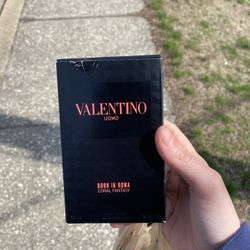 VALENTINO
UOMO
BORN IN ROMA
CORAL FANTASY